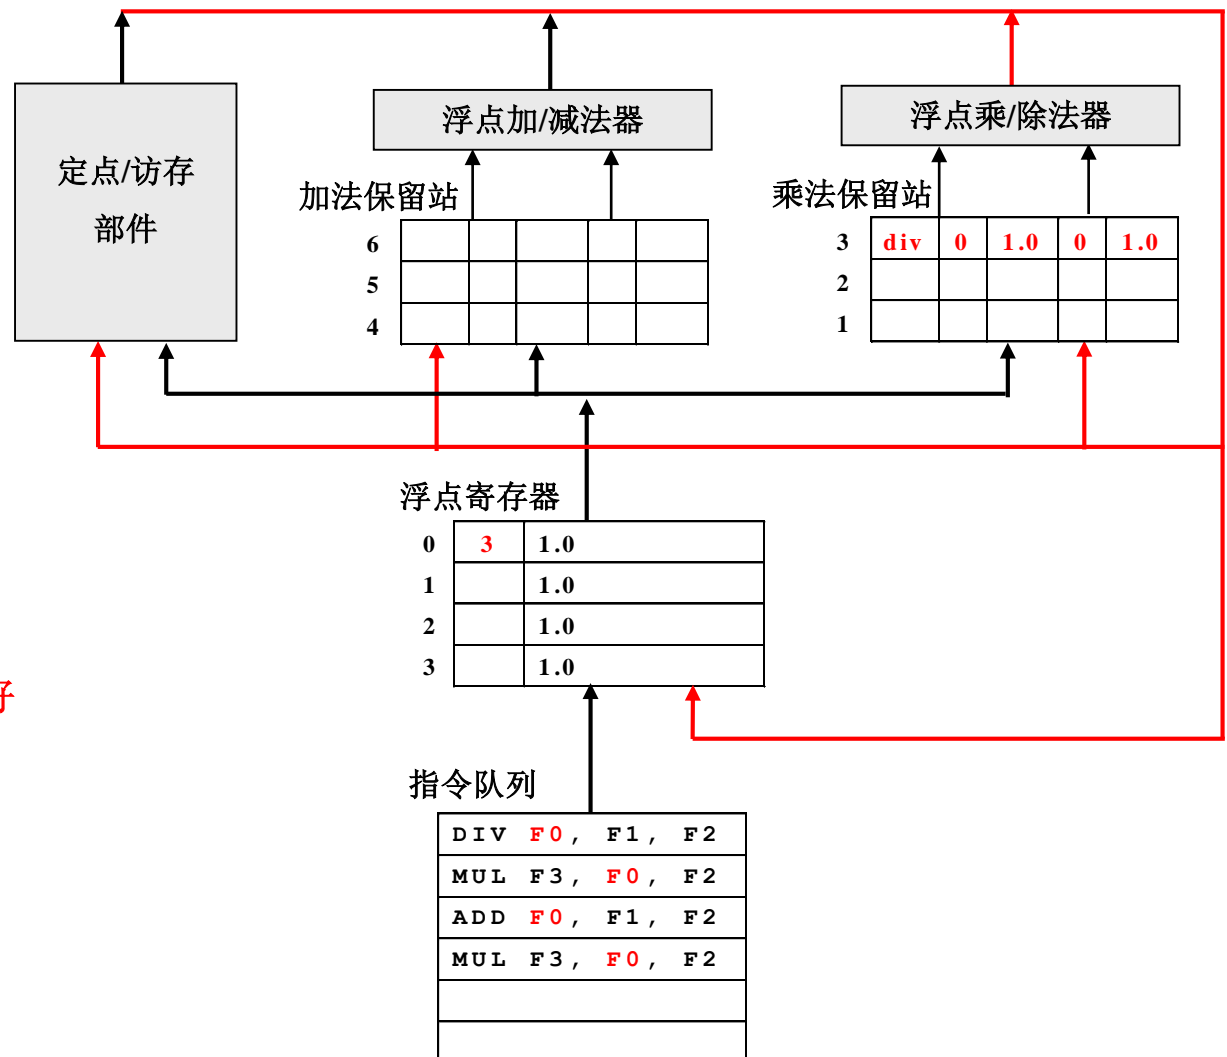 定点/访存
部件
浮点加/减法器
浮点乘/除法器
加法保留站
乘法保留站
6
5
4
3 div 0 1.0 0 1.0
2
1
浮点寄存器
0 3 1.0
1 1.0
2 1.0
3 1.0
指令队列
DIV F0, F1, F2
MUL F3, F0, F2
ADD F0, F1, F2
MUL F3, F0, F2